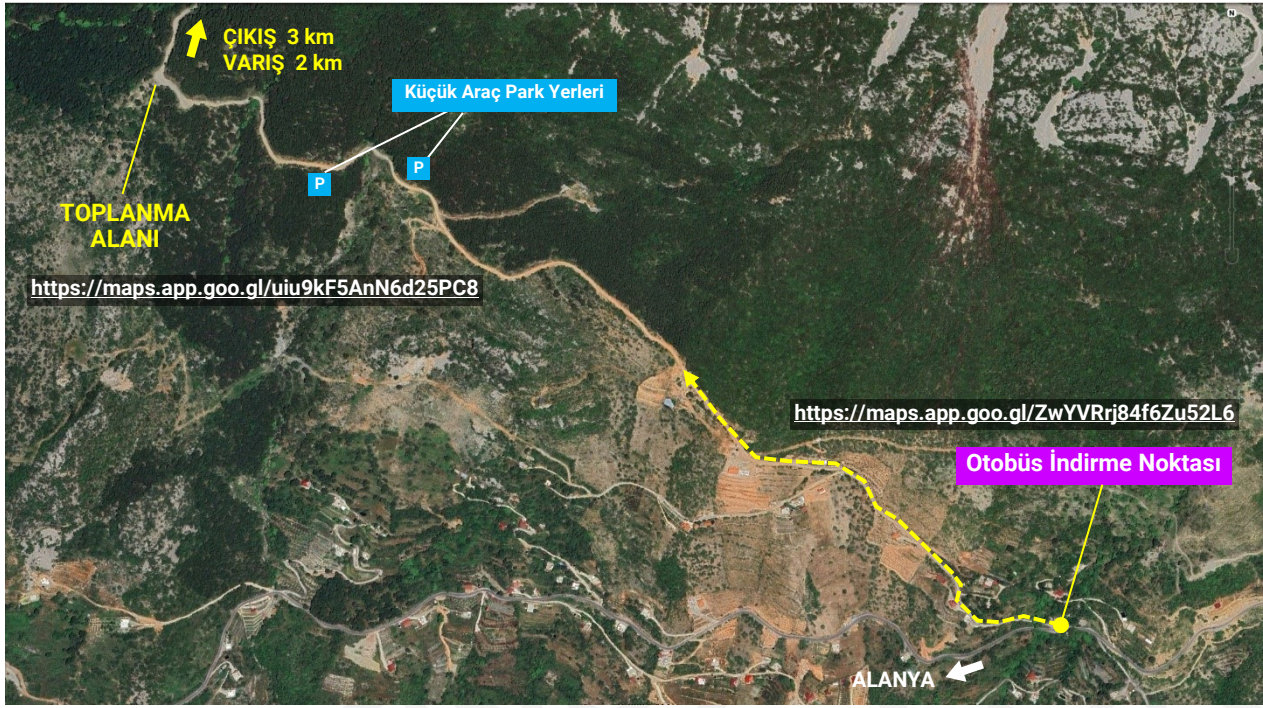 ÇIKIŞ 3 km
VARIŞ 2 km
Küçük Araç Park Yerleri
P
P
TOPLANMA
ALANI
https://maps.app.goo.gl/uiu9kF5AnN6d25PC8
https://maps.app.goo.gl/ZwYVRrj84f6Zu52L6
Otobüs İndirme Noktası
ALANYA
N